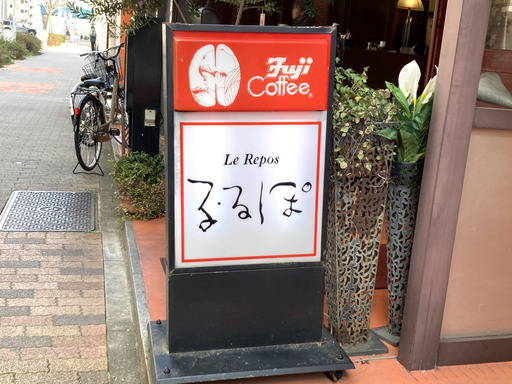 Fuji
Coffee®
Le Repos
る・るぽ